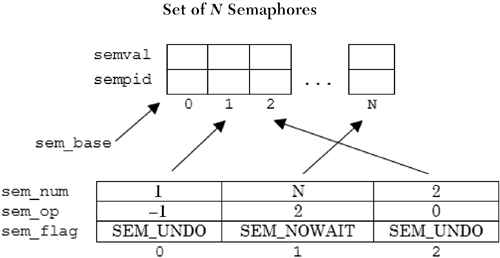 Set of N Semaphores
semval
sempid
...
0 1 2 N
sem_base
sem_num 1 N 2
sem_op –1 2 0
sem_flag SEM_UNDO SEM_NOWAIT SEM_UNDO
0 1 2